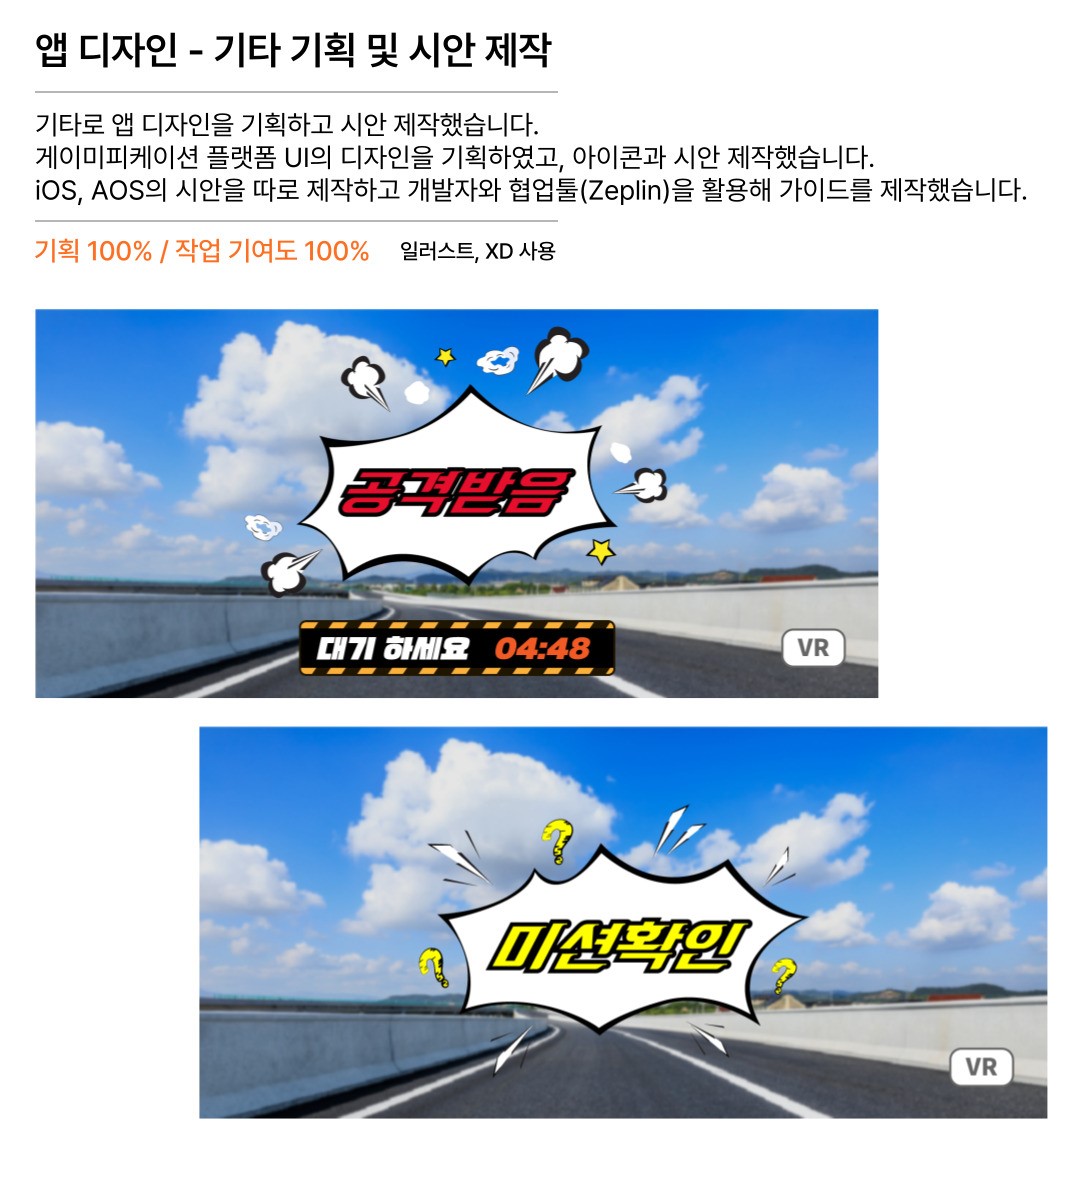 앱 디자인 - 기타 기획 및 시안 제작
기타로 앱 디자인을 기획하고 시안 제작했습니다.
게이미피케이션 플랫폼 UI의 디자인을 기획하였고, 아이콘과 시안 제작했습니다.
iOS, AOS의 시안을 따로 제작하고 개발자와 협업툴(Zeplin)을 활용해 가이드를 제작했습니다.
기획 100% / 작업 기여도 100% 일러스트, XD 사용
공격받음
대기 하세요 04:48
VR
?
미션확인
? ?
VR